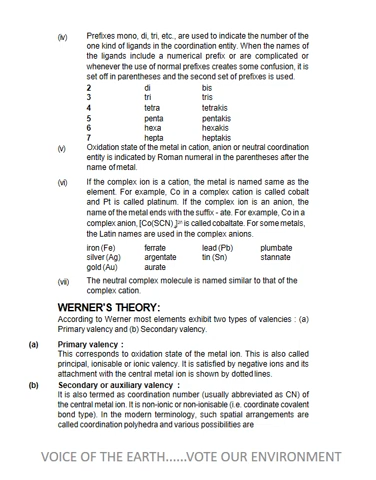 (iv) Prefixes mono, di, tri, etc., are used to indicate the number of the
one kind of ligands in the coordination entity. When the names of
the ligands include a numerical prefix or are complicated or
whenever the use of normal prefixes creates some confusion, it is
set off in parentheses and the second set of prefixes is used.
2 di bis
3 tri tris
4 tetra tetrakis
5 penta pentakis
6 hexa hexakis
7 hepta heptakis
(v) Oxidation state of the metal in cation, anion or neutral coordination
entity is indicated by Roman numeral in the parentheses after the
name of metal.
(vi) If the complex ion is a cation, the metal is named same as the
element. For example, Co in a complex cation is called cobalt
and Pt is called platinum. If the complex ion is an anion, the
name of the metal ends with the suffix - ate. For example, Co in a
complex anion, [Co(SCN)4]2- is called cobaltate. For some metals,
the Latin names are used in the complex anions.
iron (Fe) ferrate lead (Pb) plumbate
silver (Ag) argentate tin (Sn) stannate
gold (Au) aurate
(vii) The neutral complex molecule is named similar to that of the
complex cation.
WERNER'S THEORY:
According to Werner most elements exhibit two types of valencies : (a)
Primary valency and (b) Secondary valency.
(a) Primary valency :
This corresponds to oxidation state of the metal ion. This is also called
principal, ionisable or ionic valency. It is satisfied by negative ions and its
attachment with the central metal ion is shown by dotted lines.
(b) Secondary or auxiliary valency :
It is also termed as coordination number (usually abbreviated as CN) of
the central metal ion. It is non-ionic or non-ionisable (i.e. coordinate covalent
bond type). In the modern terminology, such spatial arrangements are
called coordination polyhedra and various possibilities are
VOICE OF THE EARTH......VOTE OUR ENVIRONMENT